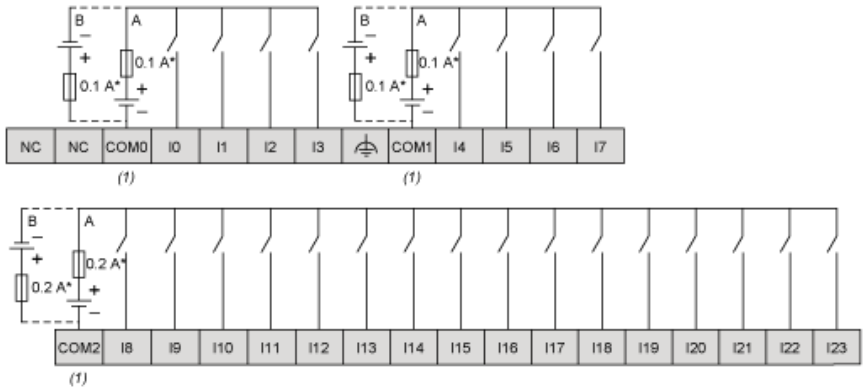 B A B A
− −
+ 0.1 A* + 0.1 A*
0.1 A* + 0.1 A* +
− −
NC NC COM0 I0 I1 I2 I3 COM1 I4 I5 I6 I7
(1) (1)
B A
−
+ 0.2 A*
0.2 A* +
−
COM2 I8 I9 I10 I11 I12 I13 I14 I15 I16 I17 I18 I19 I20 I21 I22 I23
(1)